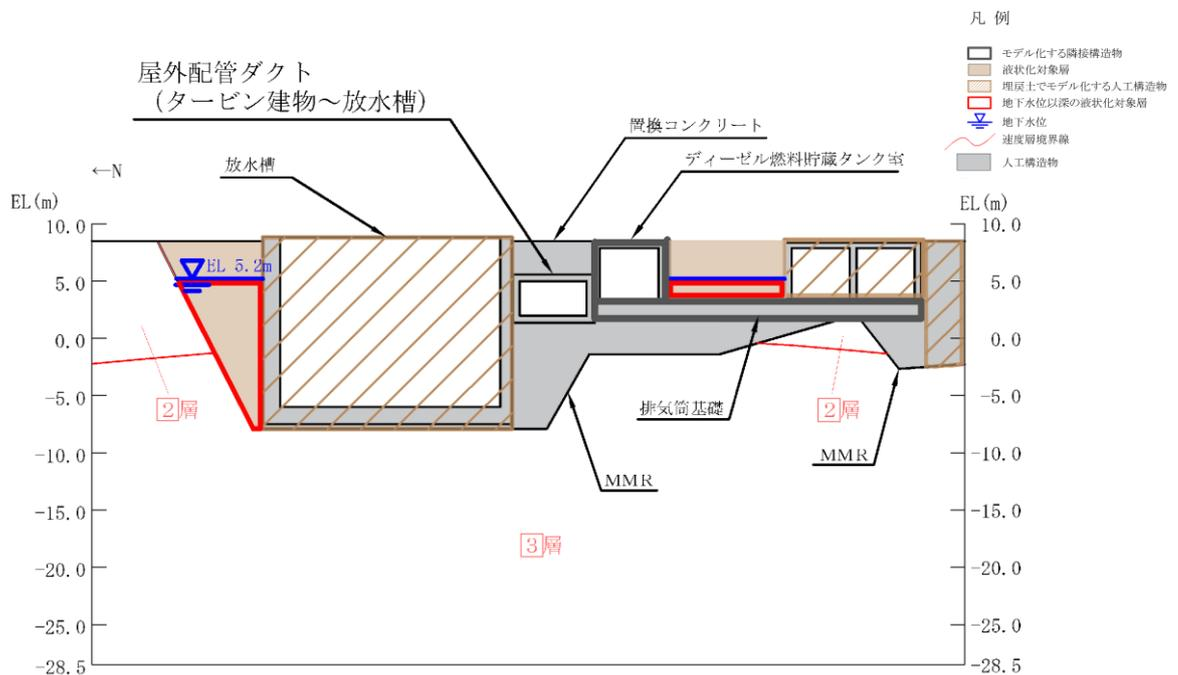 凡 例
モデル化する隣接構造物
液状化対象層
埋戻土でモデル化する人工構造物
地下水位以深の液状化対象層
地下水位
速度層境界線
人工構造物
屋外配管ダクト
（タービン建物～放水槽）
置換コンクリート
放水槽
ディーゼル燃料貯蔵タンク室
←N
EL(m)
EL(m)
10.0
10.0
EL 5.2m
5.0
5.0
0.0
0.0
-5.0
-5.0
2層
排気筒基礎
2層
-10.0
MMR
-10.0
MMR
-15.0
-15.0
3層
-20.0
-20.0
-25.0
-25.0
-28.5
-28.5